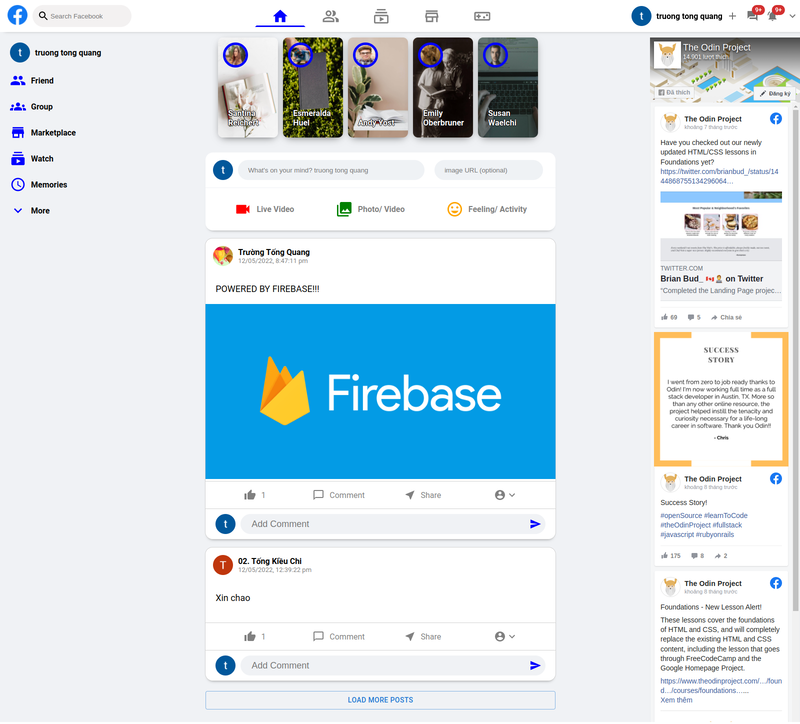 Search Facebook
t
truong tong quang
9+
9+
t
truong tong quang
Friend
Group
Marketplace
Watch
Memories
More
Santina
Reichert
Esmeralda
Huel
Andy Yost
Emily
Oberbruner
Susan
Waelchi
t
What's on your mind? truong tong quang
image URL (optional)
Live Video
Photo/ Video
Feeling/ Activity
Trường Tống Quang
12/05/2022, 8:47:11 pm
POWERED BY FIREBASE!!!
Firebase
1
Comment
Share
t
Add Comment
T
02. Tống Kiều Chi
12/05/2022, 12:39:22 pm
Xin chao
1
Comment
Share
t
Add Comment
LOAD MORE POSTS
The Odin Project
14.901 lượt thích
Đã thích
Đăng ký
The Odin Project
khoảng 7 tháng trước
Have you checked out our newly
updated HTML/CSS lessons in
Foundations yet?
https://twitter.com/brianbud_/status/14
44868755134296064…
TWITTER.COM
Brian Bud_ 🇨🇦 on Twitter
"Completed the Landing Page projec…
69
5
Chia sẻ
SUCCESS
STORY
I went from zero to job ready thanks to
Odin! I'm now working full time as a full
stack developer in Austin, TX. More so
than any other online resource, the
project helped instill the tenacity and
curiosity necessary for a life-long
career in software. Thank you Odin!!
- Chris
The Odin Project
khoảng 8 tháng trước
Success Story!
#openSource #learnToCode
#theOdinProject #fullstack
#javascript #rubyonrails
175
8
2
The Odin Project
khoảng 8 tháng trước
Foundations - New Lesson Alert!
These lessons cover the foundations
of HTML and CSS, and will completely
replace the existing HTML and CSS
content, including the lesson that goes
through FreeCodeCamp and the
Google Homepage Project.
https://www.theodinproject.com/…/foun
d…/courses/foundations…...
Xem thêm